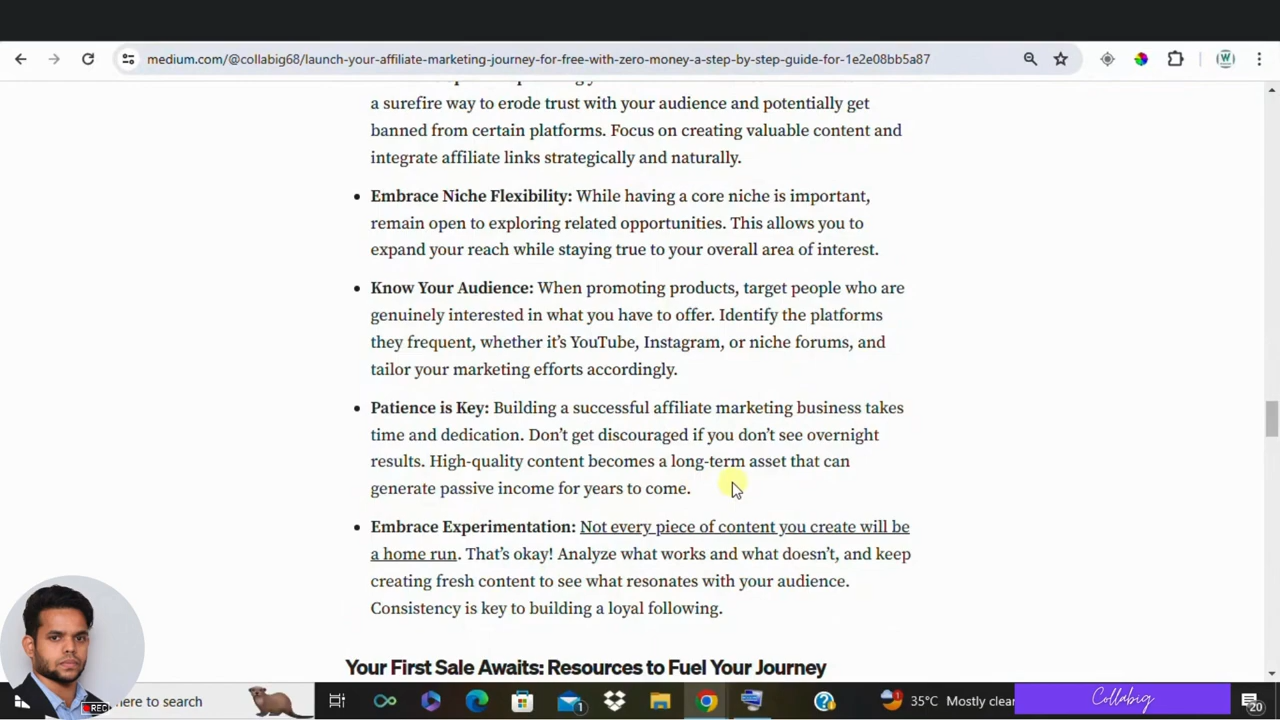 medium.com/@collabig68/launch-your-affiliate-marketing-journey-for-free-with-zero-money-a-step-by-step-guide-for-1e2e08bb5a87
a surefire way to erode trust with your audience and potentially get
banned from certain platforms. Focus on creating valuable content and
integrate affiliate links strategically and naturally.
• Embrace Niche Flexibility: While having a core niche is important,
remain open to exploring related opportunities. This allows you to
expand your reach while staying true to your overall area of interest.
• Know Your Audience: When promoting products, target people who are
genuinely interested in what you have to offer. Identify the platforms
they frequent, whether it’s YouTube, Instagram, or niche forums, and
tailor your marketing efforts accordingly.
• Patience is Key: Building a successful affiliate marketing business takes
time and dedication. Don’t get discouraged if you don’t see overnight
results. High-quality content becomes a long-term asset that can
generate passive income for years to come.
• Embrace Experimentation: Not every piece of content you create will be
a home run. That’s okay! Analyze what works and what doesn’t, and keep
creating fresh content to see what resonates with your audience.
Consistency is key to building a loyal following.
Your First Sale Awaits: Resources to Fuel Your Journey
REC
here to search
1
1
35°C Mostly clear
Collabig
20